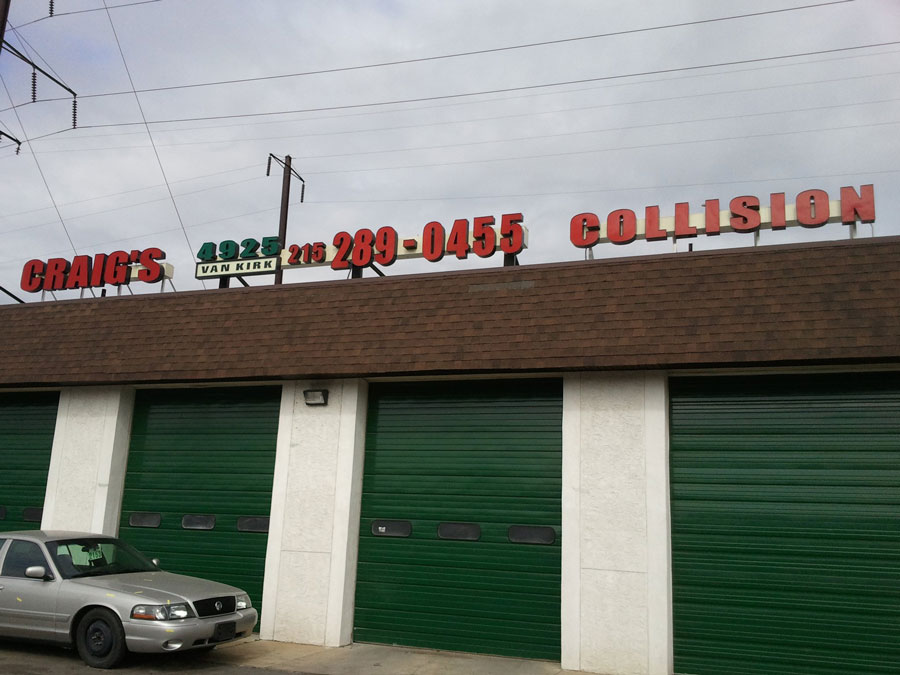 CRAIG'S
4925
VAN KIRK
215 289-0455
COLLISION